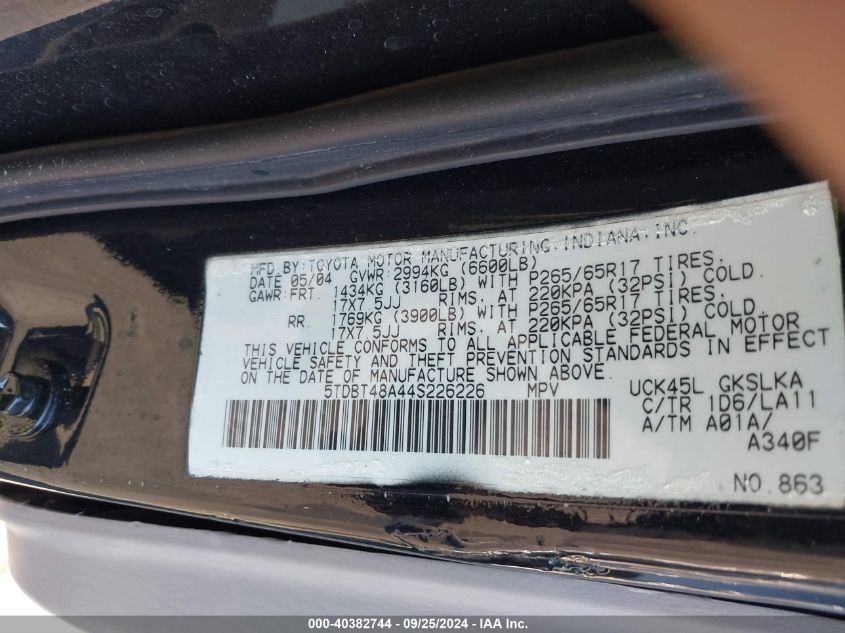 MFD BY:TOYOTA MOTOR MANUFACTURING INDIANA.INC.
DATE 05/04 GVWR:2994KG (6600LB)
GAWR:FRT. 1434KG (3160LB) WITH P265/65R17 TIRES.
17X7.5JJ RIMS. AT 220KPA (32PSI) COLD.
RR. 1769KG (3900LB) WITH P265/65R17 TIRES.
17X7.5JJ RIMS. AT 220KPA (32PSI) COLD.
THIS VEHICLE CONFORMS TO ALL APPLICABLE FEDERAL MOTOR
VEHICLE SAFETY AND THEFT PREVENTION STANDARDS IN EFFECT
ON THE DATE OF MANUFACTURE SHOWN ABOVE.
5TDBT48A44S226226 MPV
UCK45L GKSLKA
C/TR 1D6/LA11
A/TM A01A/
A340F
NO.863
000-40382744 - 09/25/2024 - IAA Inc.